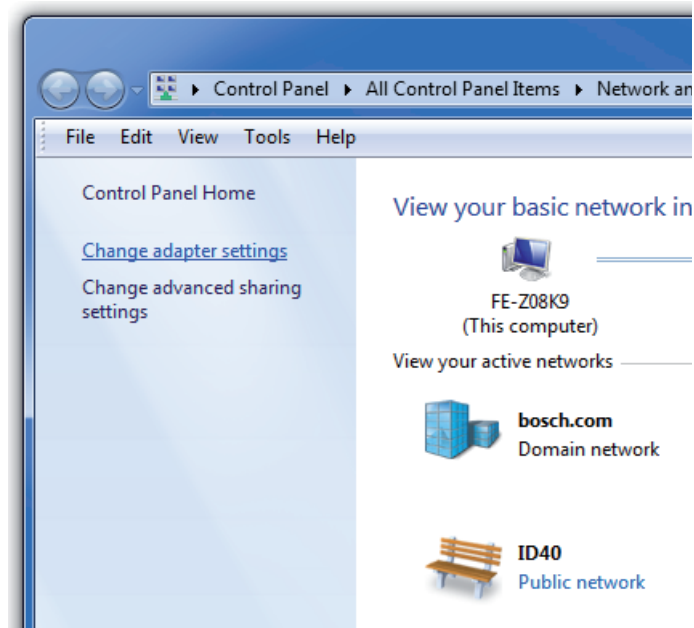 Control Panel All Control Panel Items Network an
File Edit View Tools Help
Control Panel Home
Change adapter settings
Change advanced sharing
settings
View your basic network in
FE-Z08K9
(This computer)
View your active networks
bosch.com
Domain network
ID40
Public network